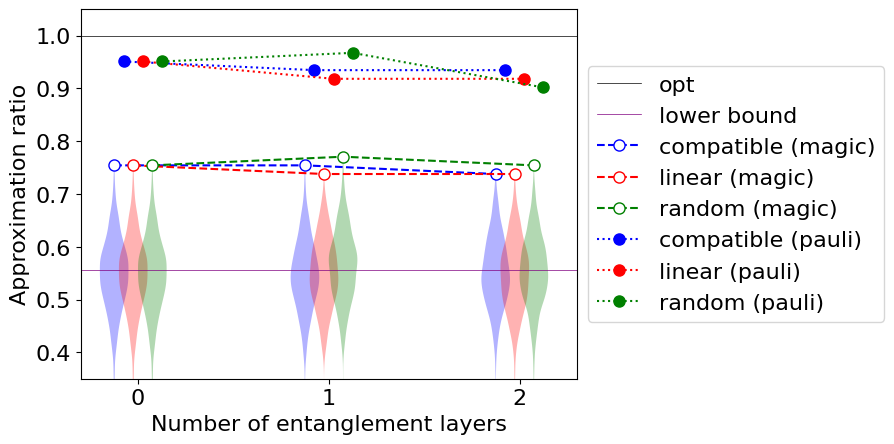 1.0
0.9
0.8
0.7
0.6
0.5
0.4
Approximation ratio
0 1 2
Number of entanglement layers
opt
lower bound
compatible (magic)
linear (magic)
random (magic)
compatible (pauli)
linear (pauli)
random (pauli)